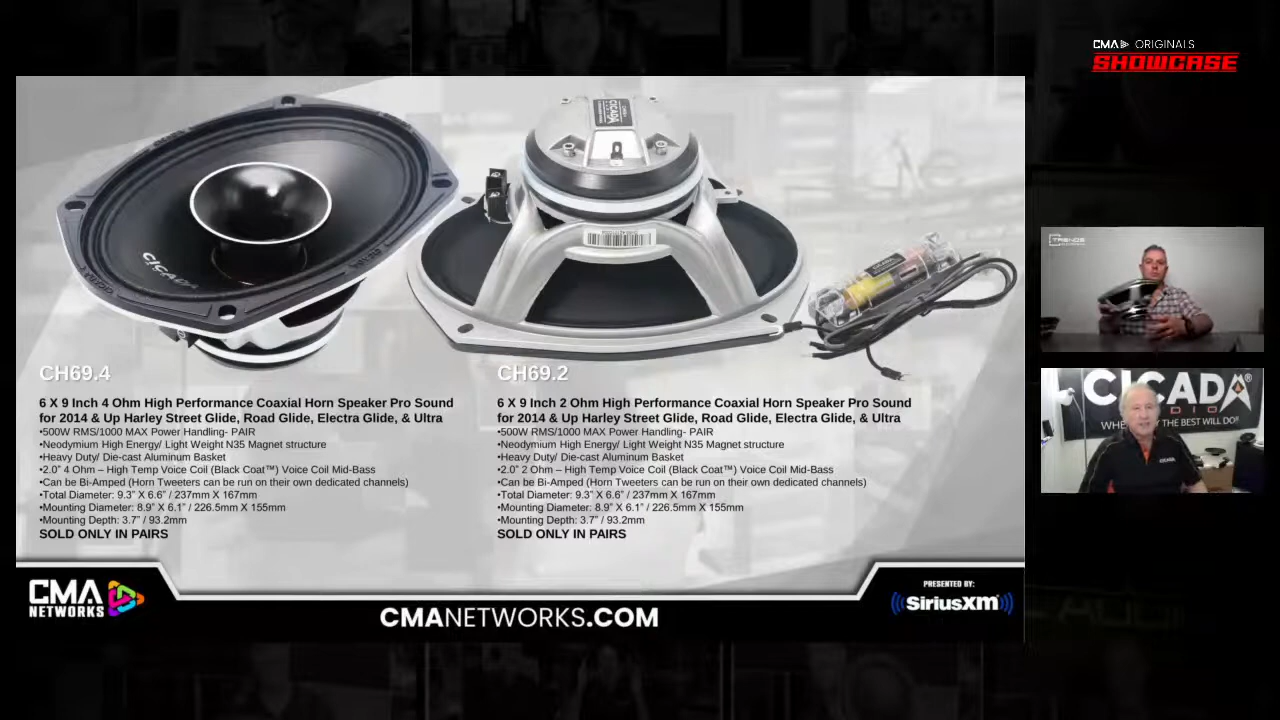 CMA ORIGINALS
SHOWCASE
CICADA
CICADA
CH69.4
6 X 9 Inch 4 Ohm High Performance Coaxial Horn Speaker Pro Sound
for 2014 & Up Harley Street Glide, Road Glide, Electra Glide, & Ultra
•500W RMS/1000 MAX Power Handling- PAIR
•Neodymium High Energy/ Light Weight N35 Magnet structure
•Heavy Duty/ Die-cast Aluminum Basket
•2.0" 4 Ohm – High Temp Voice Coil (Black Coat™) Voice Coil Mid-Bass
•Can be Bi-Amped (Horn Tweeters can be run on their own dedicated channels)
•Total Diameter: 9.3" X 6.6" / 237mm X 167mm
•Mounting Diameter: 8.9" X 6.1" / 226.5mm X 155mm
•Mounting Depth: 3.7" / 93.2mm
SOLD ONLY IN PAIRS
CH69.2
6 X 9 Inch 2 Ohm High Performance Coaxial Horn Speaker Pro Sound
for 2014 & Up Harley Street Glide, Road Glide, Electra Glide, & Ultra
•500W RMS/1000 MAX Power Handling- PAIR
•Neodymium High Energy/ Light Weight N35 Magnet structure
•Heavy Duty/ Die-cast Aluminum Basket
•2.0" 2 Ohm – High Temp Voice Coil (Black Coat™) Voice Coil Mid-Bass
•Can be Bi-Amped (Horn Tweeters can be run on their own dedicated channels)
•Total Diameter: 9.3" X 6.6" / 237mm X 167mm
•Mounting Diameter: 8.9" X 6.1" / 226.5mm X 155mm
•Mounting Depth: 3.7" / 93.2mm
SOLD ONLY IN PAIRS
TRENDS
CICADA
DIO
THE BEST WILL DO
CMA
NETWORKS
CMANETWORKS.COM
PRESENTED BY:
SiriusXM